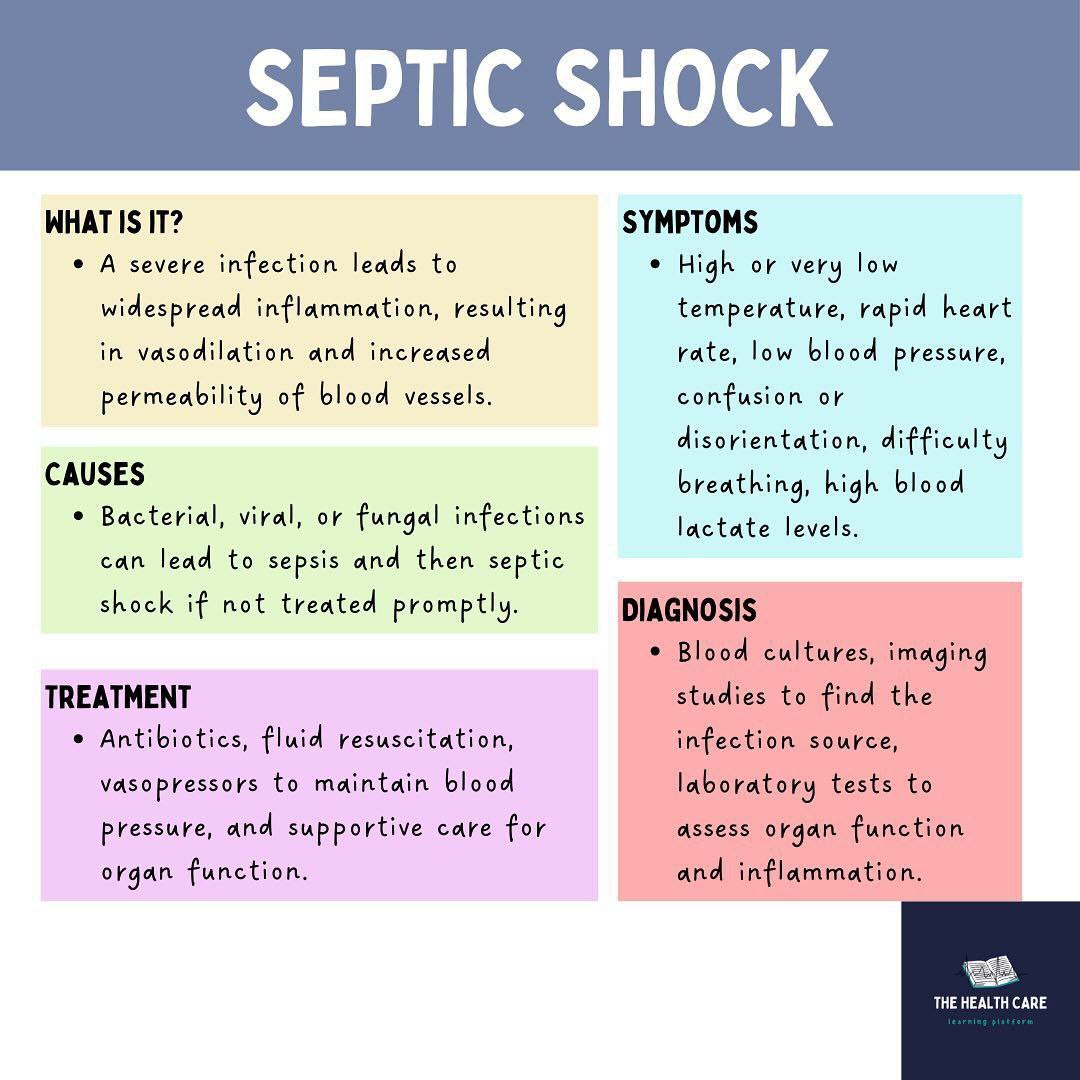 SEPTIC SHOCK
WHAT IS IT?
• A severe infection leads to
widespread inflammation, resulting
in vasodilation and increased
permeability of blood vessels.
CAUSES
• Bacterial, viral, or fungal infections
can lead to sepsis and then septic
shock if not treated promptly.
TREATMENT
• Antibiotics, fluid resuscitation,
vasopressors to maintain blood
pressure, and supportive care for
organ function.
SYMPTOMS
• High or very low
temperature, rapid heart
rate, low blood pressure,
confusion or
disorientation, difficulty
breathing, high blood
lactate levels.
DIAGNOSIS
• Blood cultures, imaging
studies to find the
infection source,
laboratory tests to
assess organ function
and inflammation.
THE HEALTH CARE
learning platform